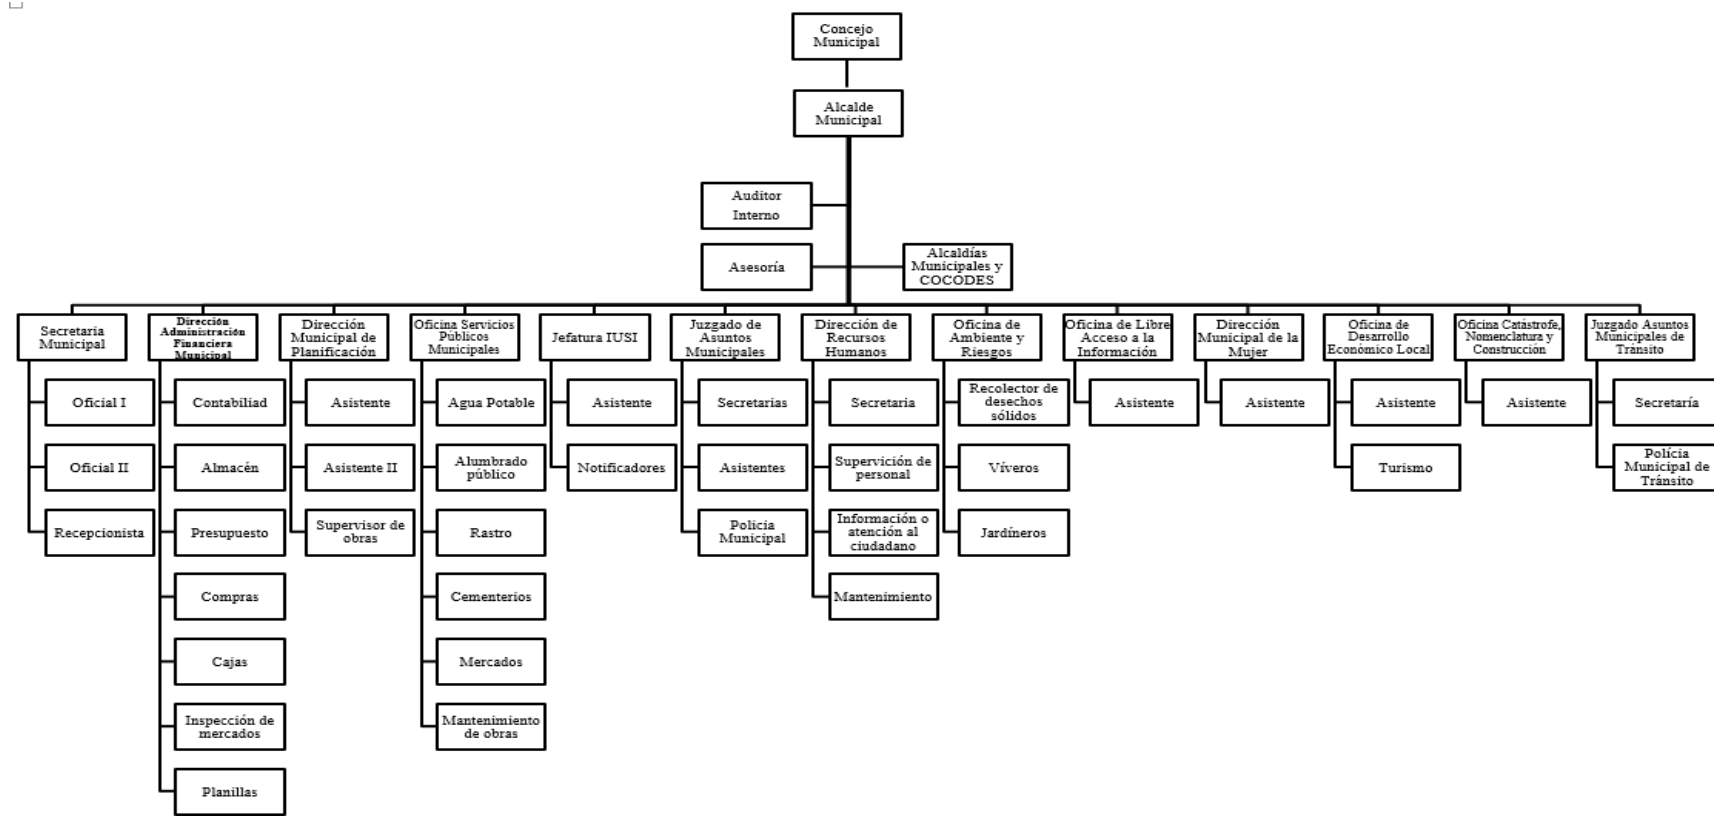 Concejo
Municipal
Alcalde
Municipal
Auditor
Interno
Asesoría
Alcaldías
Municipales y
COCODES
Secretaria
Municipal
Dirección
Administración
Financiera
Municipal
Dirección
Municipal de
Planificación
Oficina Servicios
Públicos
Municipales
Jefatura IUSI
Juzgado de
Asuntos
Municipales
Dirección de
Recursos
Humanos
Oficina de
Ambiente y
Riesgos
Oficina de Libre
Acceso a la
Información
Dirección
Municipal de la
Mujer
Oficina de
Desarrollo
Económico Local
Oficina Catástrofe,
Nomenclatura y
Construcción
Juzgado Asuntos
Municipales de
Tránsito
Oficial I
Oficial II
Recepcionista
Contabiliad
Almacén
Presupuesto
Compras
Cajas
Inspección de
mercados
Planillas
Asistente
Asistente II
Supervisor de
obras
Agua Potable
Alumbrado
público
Rastro
Cementerios
Mercados
Mantenimiento
de obras
Asistente
Notificadores
Secretarias
Asistentes
Policia
Municipal
Secretaria
Supervición de
personal
Información o
atención al
ciudadano
Mantenimiento
Recolector de
desechos
sólidos
Víveros
Jardíneros
Asistente
Asistente
Asistente
Turismo
Asistente
Secretaría
Polícia
Municipal de
Tránsito